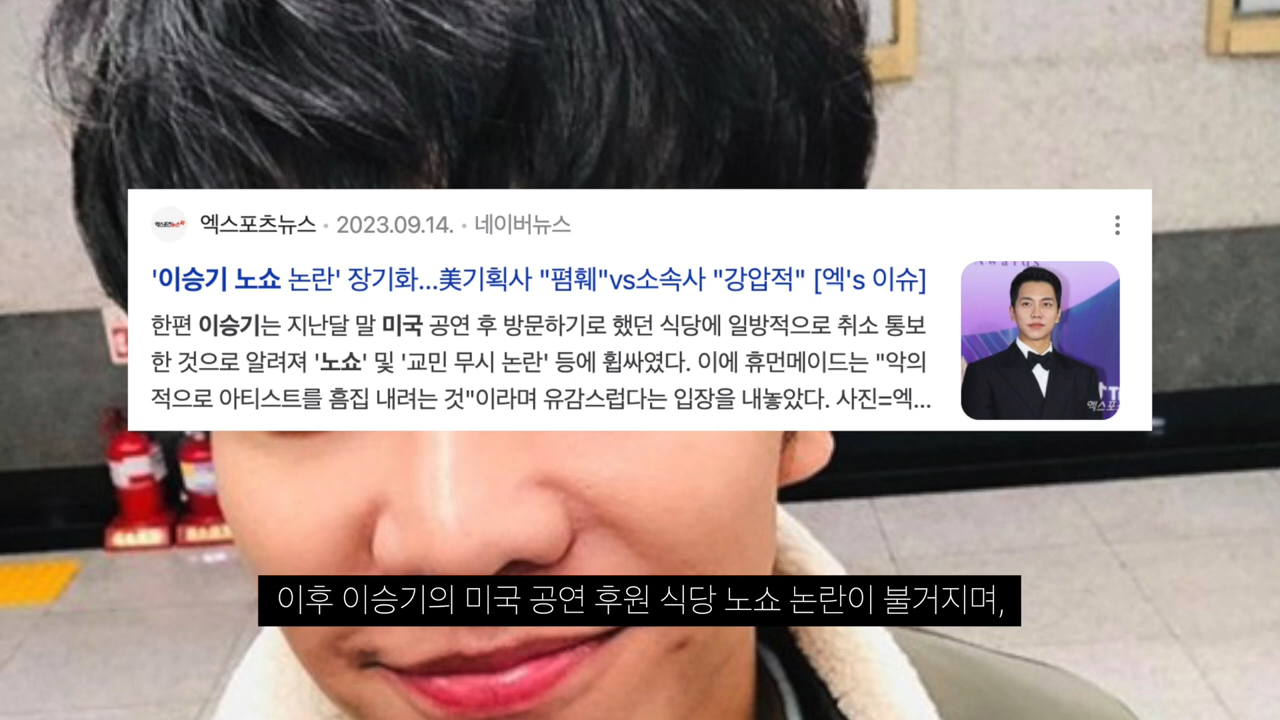 엑스포츠뉴스 · 2023.09.14. · 네이버뉴스
'이승기 노쇼 논란' 장기화...美기획사 "폄훼"vs소속사 "강압적" [엑's 이슈]
한편 이승기는 지난달 말 미국 공연 후 방문하기로 했던 식당에 일방적으로 취소 통보
한 것으로 알려져 '노쇼' 및 '교민 무시 논란' 등에 휩싸였다. 이에 휴먼메이드는 "악의
적으로 아티스트를 흠집 내려는 것"이라며 유감스럽다는 입장을 내놓았다. 사진=엑...
이후 이승기의 미국 공연 후원 식당 노쇼 논란이 불거지며,